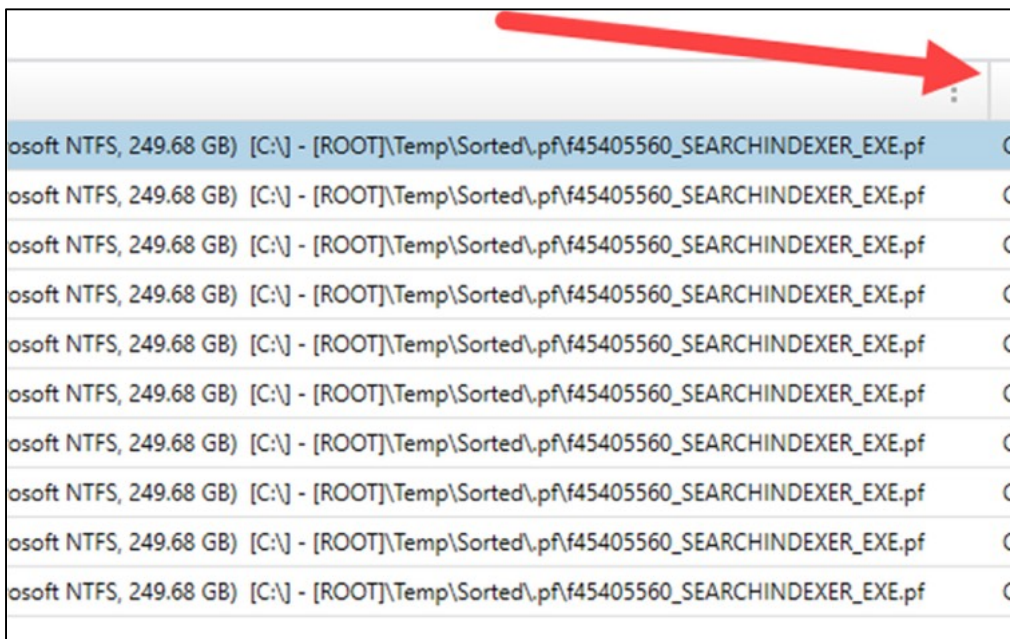 osoft NTFS, 249.68 GB) [C:\] - [ROOT]\Temp\Sorted\.pf\f45405560_SEARCHINDEXER_EXE.pf
osoft NTFS, 249.68 GB) [C:\] - [ROOT]\Temp\Sorted\.pf\f45405560_SEARCHINDEXER_EXE.pf
osoft NTFS, 249.68 GB) [C:\] - [ROOT]\Temp\Sorted\.pf\f45405560_SEARCHINDEXER_EXE.pf
osoft NTFS, 249.68 GB) [C:\] - [ROOT]\Temp\Sorted\.pf\f45405560_SEARCHINDEXER_EXE.pf
osoft NTFS, 249.68 GB) [C:\] - [ROOT]\Temp\Sorted\.pf\f45405560_SEARCHINDEXER_EXE.pf
osoft NTFS, 249.68 GB) [C:\] - [ROOT]\Temp\Sorted\.pf\f45405560_SEARCHINDEXER_EXE.pf
osoft NTFS, 249.68 GB) [C:\] - [ROOT]\Temp\Sorted\.pf\f45405560_SEARCHINDEXER_EXE.pf
osoft NTFS, 249.68 GB) [C:\] - [ROOT]\Temp\Sorted\.pf\f45405560_SEARCHINDEXER_EXE.pf
osoft NTFS, 249.68 GB) [C:\] - [ROOT]\Temp\Sorted\.pf\f45405560_SEARCHINDEXER_EXE.pf
osoft NTFS, 249.68 GB) [C:\] - [ROOT]\Temp\Sorted\.pf\f45405560_SEARCHINDEXER_EXE.pf